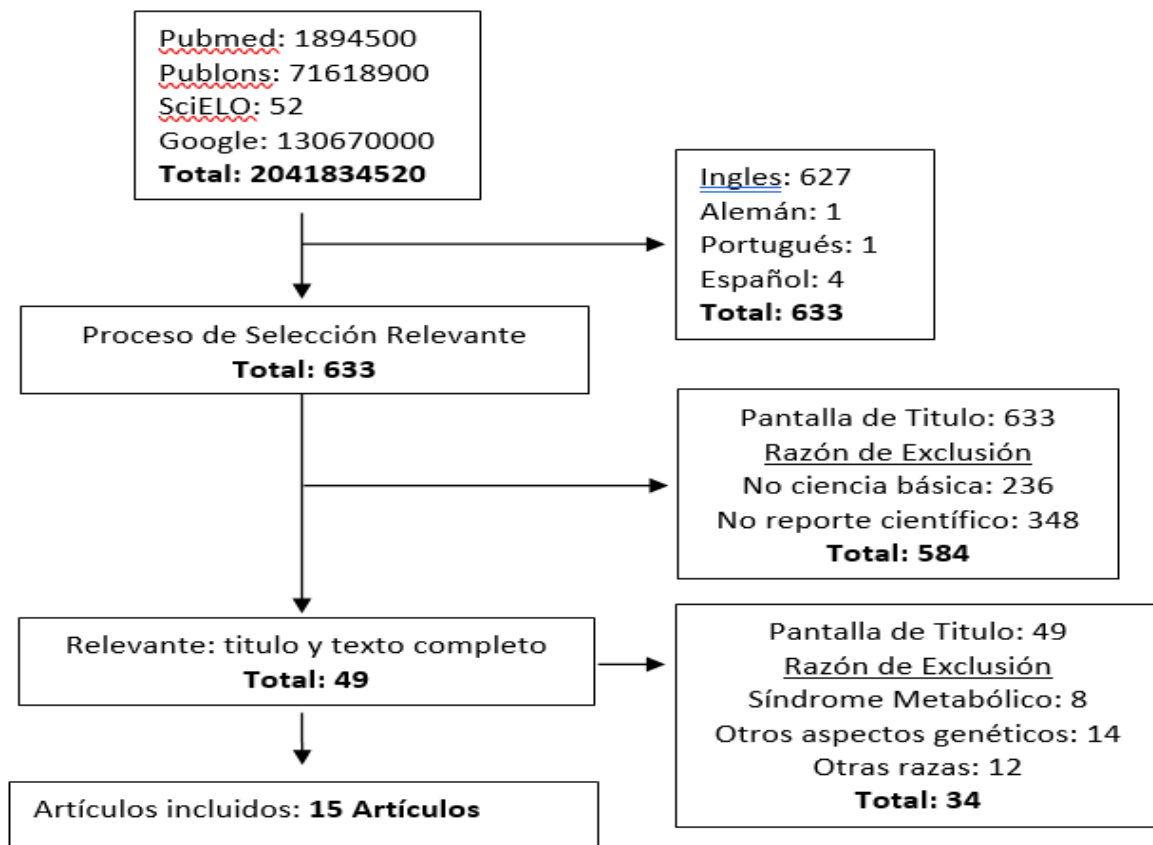 Pubmed: 1894500
Publons: 71618900
SciELO: 52
Google: 130670000
Total: 2041834520
Ingles: 627
Alemán: 1
Portugués: 1
Español: 4
Total: 633
Proceso de Selección Relevante
Total: 633
Pantalla de Titulo: 633
Razón de Exclusión
No ciencia básica: 236
No reporte científico: 348
Total: 584
Relevante: titulo y texto completo
Total: 49
Pantalla de Titulo: 49
Razón de Exclusión
Síndrome Metabólico: 8
Otros aspectos genéticos: 14
Otras razas: 12
Total: 34
Artículos incluidos: 15 Artículos